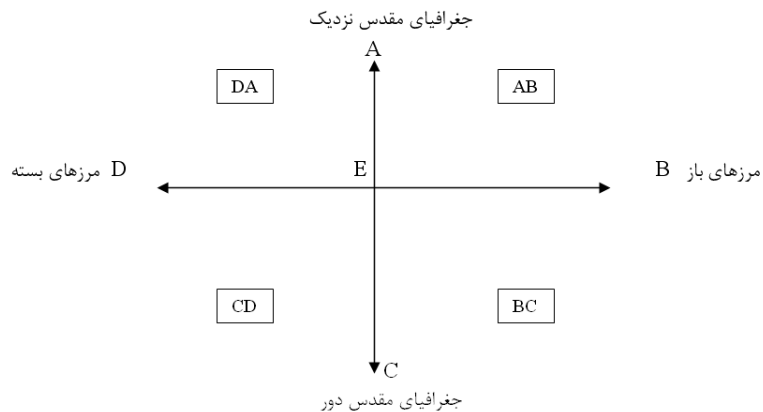 جغرافیای مقدس نزدیک
A
DA
AB
E
مرزهای باز B
D مرزهای بسته
CD
BC
C
جغرافیای مقدس دور